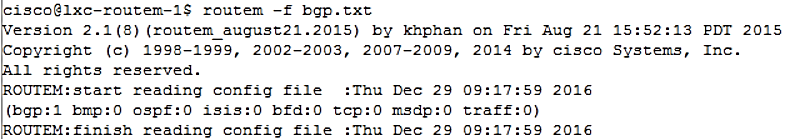 cisco@lxc-routem-1$ routem -f bgp.txt
Version 2.1(8)(routem_august21.2015) by khphan on Fri Aug 21 15:52:13 PDT 2015
Copyright (c) 1998-1999, 2002-2003, 2007-2009, 2014 by cisco Systems, Inc.
All rights reserved.
ROUTEM:start reading config file  :Thu Dec 29 09:17:59 2016
(bgp:1 bmp:0 ospf:0 isis:0 bfd:0 tcp:0 msdp:0 traff:0)
ROUTEM:finish reading config file :Thu Dec 29 09:17:59 2016